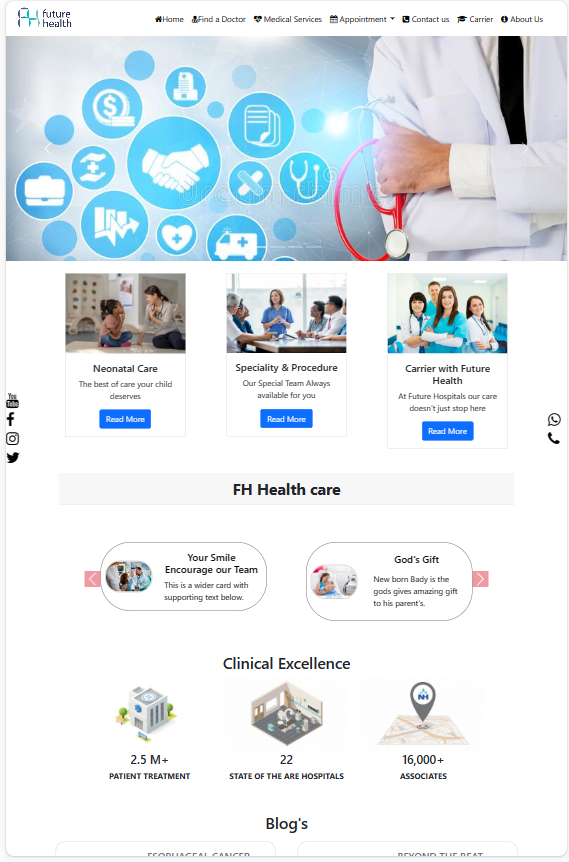 future
health
Home Find a Doctor Medical Services Appointment Contact us Carrier About Us
Neonatal Care
The best of care your child
deserves
Read More
Speciality & Procedure
Our Special Team Always
available for you
Read More
Carrier with Future
Health
At Future Hospitals our care
doesn't just stop here
Read More
You
Tube
FH Health care
Your Smile
Encourage our Team
This is a wider card with
supporting text below.
God's Gift
New born Bady is the
gods gives amazing gift
to his parent's.
Clinical Excellence
NH
2.5 M+
PATIENT TREATMENT
22
STATE OF THE ARE HOSPITALS
16,000+
ASSOCIATES
Blog's
ESOPHAGEAL CANCER
BEYOND THE BEAT